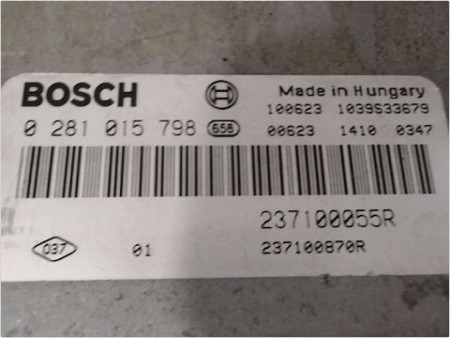 BOSCH Made in Hungary
100623 1039S33679
0 281 015 798 658 00623 1410 0347
237100055R
037 01 237100870R